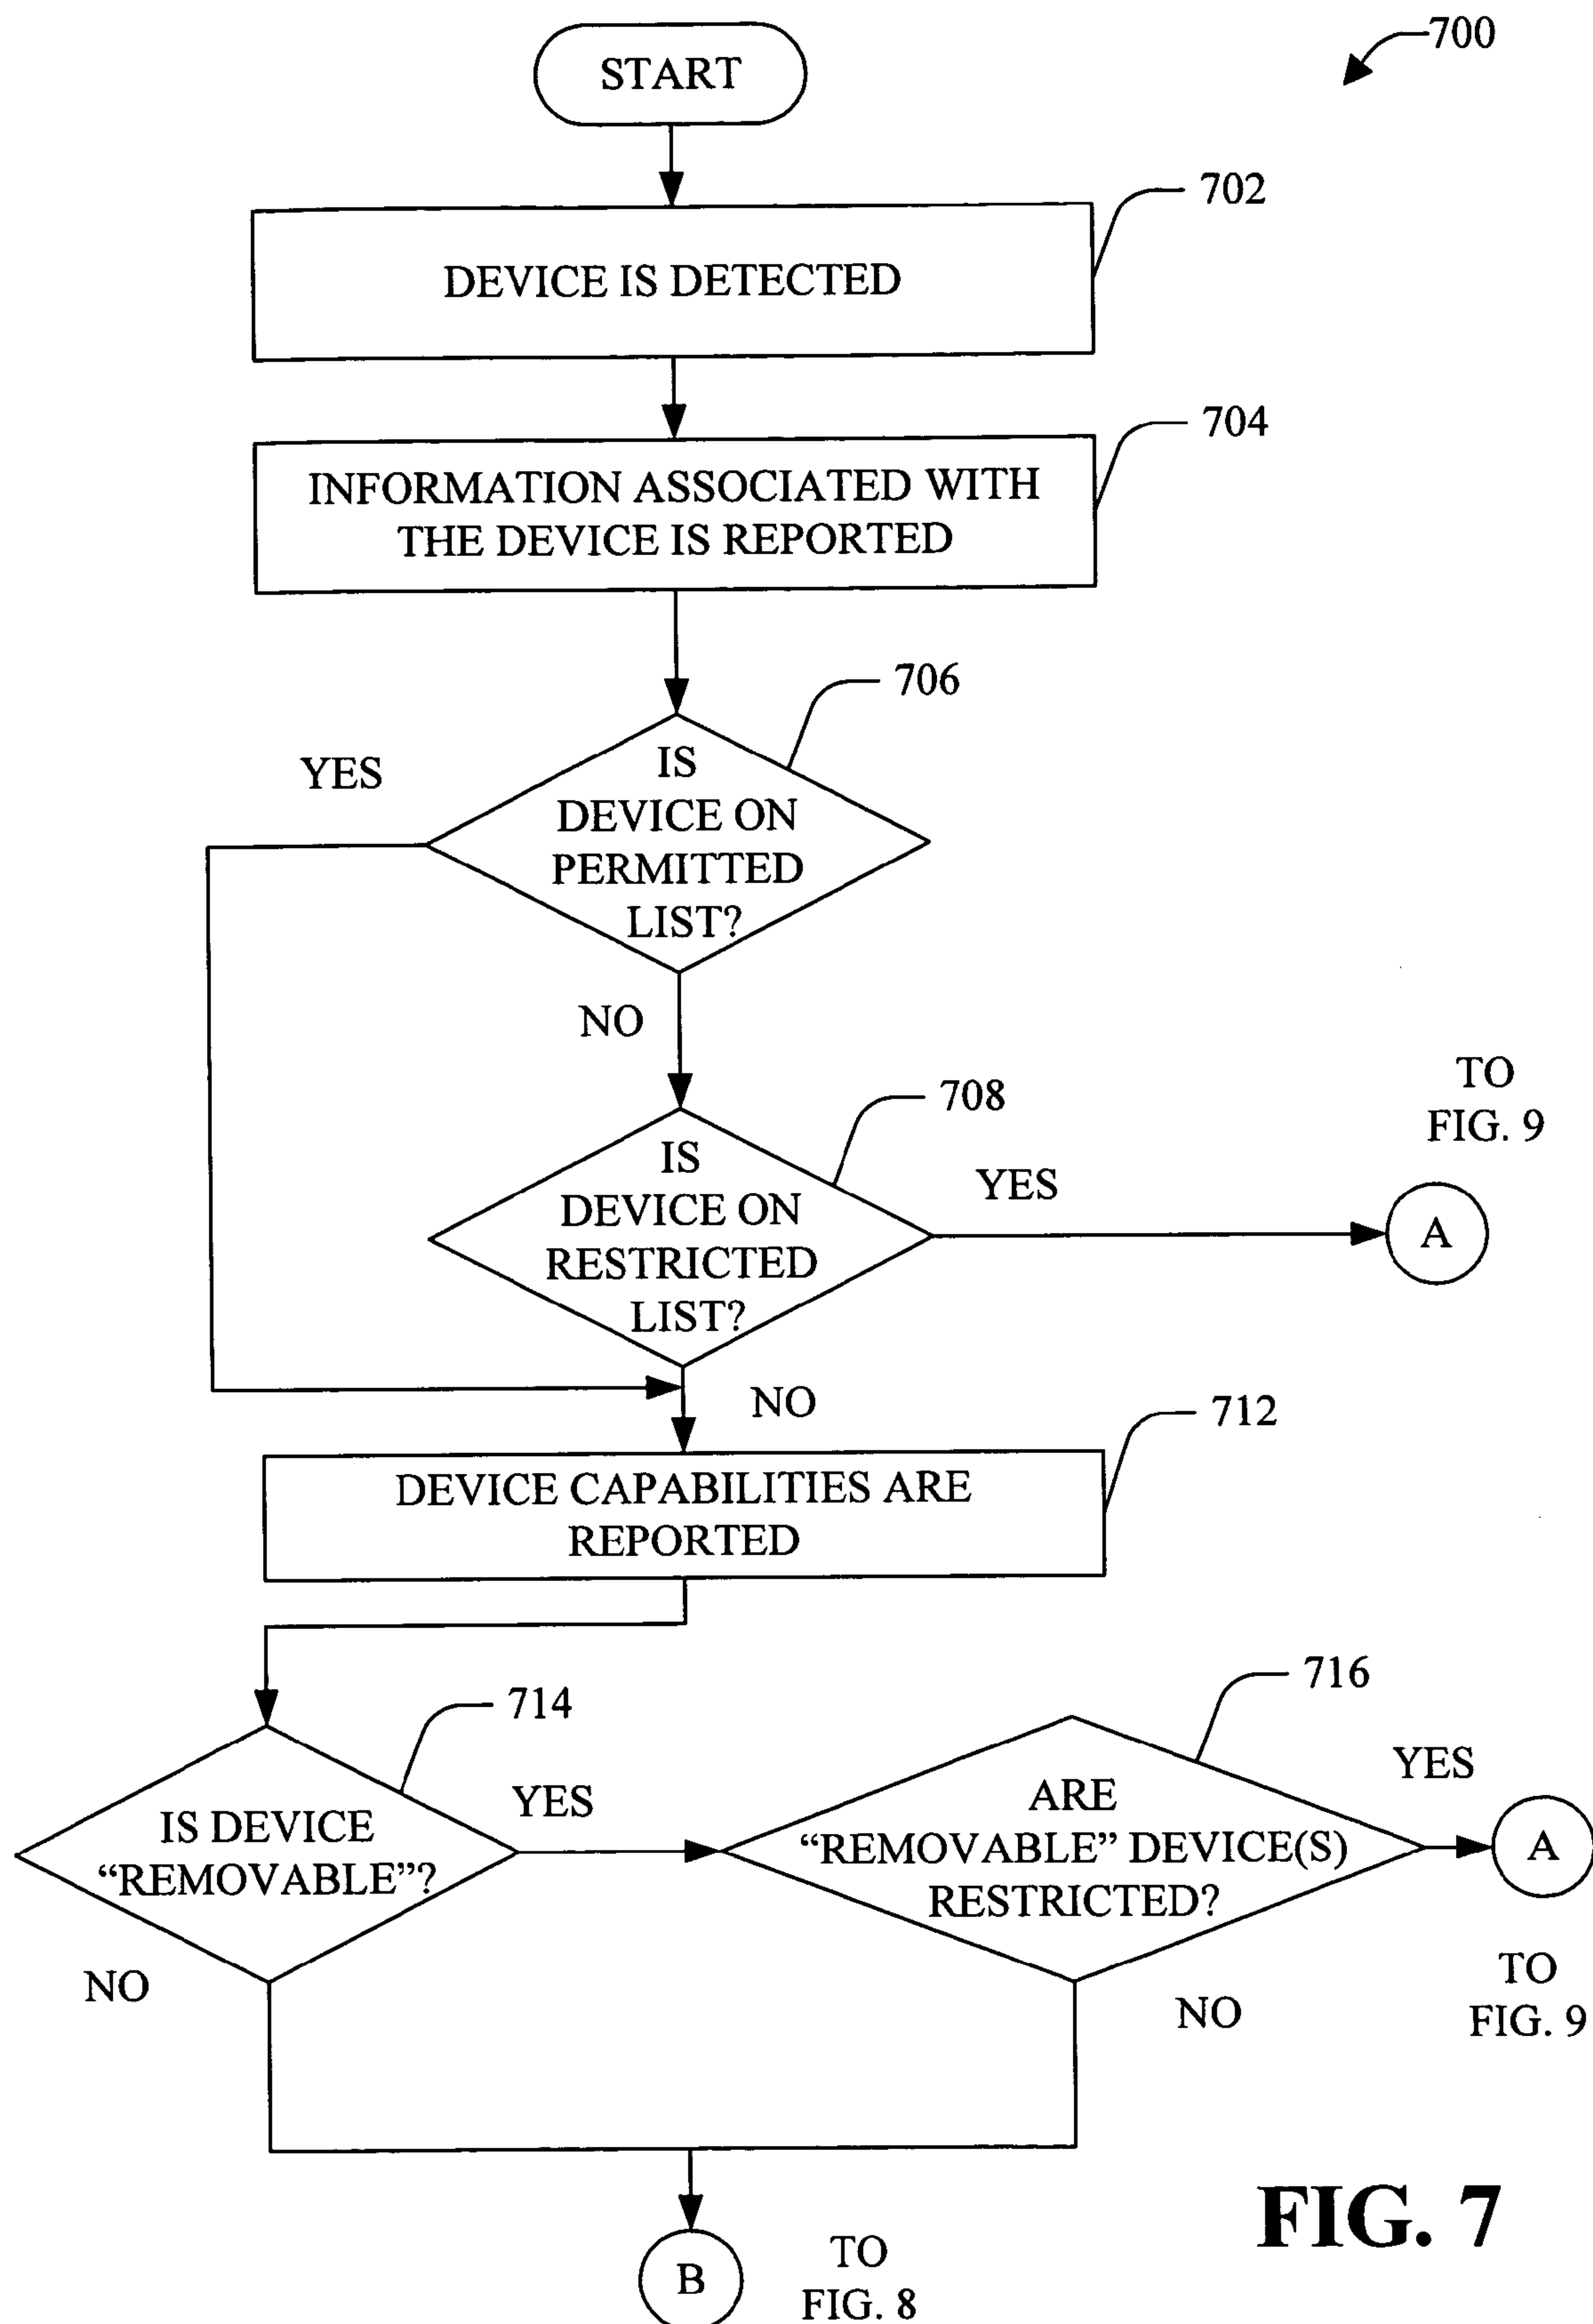 700
START
702
DEVICE IS DETECTED
704
INFORMATION ASSOCIATED WITH
THE DEVICE IS REPORTED
706
YES
IS
DEVICE ON
PERMITTED
LIST?
NO
708
TO
FIG. 9
IS
DEVICE ON
RESTRICTED
LIST?
YES
A
NO
712
DEVICE CAPABILITIES ARE
REPORTED
714
716
IS DEVICE
“REMOVABLE”?
YES
ARE
“REMOVABLE” DEVICE(S)
RESTRICTED?
YES
A
NO
NO
TO
FIG. 9
B
TO
FIG. 8
FIG. 7